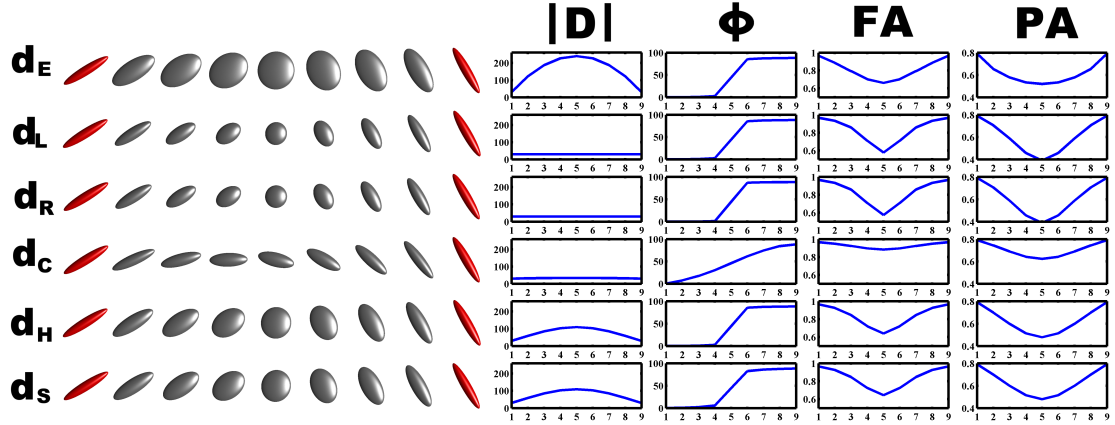 |D| ϕ FA PA
d_E 200 100 0 100 50 0 1 0.8 0.6 0.8 0.6 0.4
1 2 3 4 5 6 7 8 9 1 2 3 4 5 6 7 8 9 1 2 3 4 5 6 7 8 9 1 2 3 4 5 6 7 8 9
d_L 200 100 0 100 50 0 1 0.8 0.6 0.8 0.6 0.4
1 2 3 4 5 6 7 8 9 1 2 3 4 5 6 7 8 9 1 2 3 4 5 6 7 8 9 1 2 3 4 5 6 7 8 9
d_R 200 100 0 100 50 0 1 0.8 0.6 0.8 0.6 0.4
1 2 3 4 5 6 7 8 9 1 2 3 4 5 6 7 8 9 1 2 3 4 5 6 7 8 9 1 2 3 4 5 6 7 8 9
d_C 200 100 0 100 50 0 1 0.8 0.6 0.8 0.6 0.4
1 2 3 4 5 6 7 8 9 1 2 3 4 5 6 7 8 9 1 2 3 4 5 6 7 8 9 1 2 3 4 5 6 7 8 9
d_H 200 100 0 100 50 0 1 0.8 0.6 0.8 0.6 0.4
1 2 3 4 5 6 7 8 9 1 2 3 4 5 6 7 8 9 1 2 3 4 5 6 7 8 9 1 2 3 4 5 6 7 8 9
d_S 200 100 0 100 50 0 1 0.8 0.6 0.8 0.6 0.4
1 2 3 4 5 6 7 8 9 1 2 3 4 5 6 7 8 9 1 2 3 4 5 6 7 8 9 1 2 3 4 5 6 7 8 9